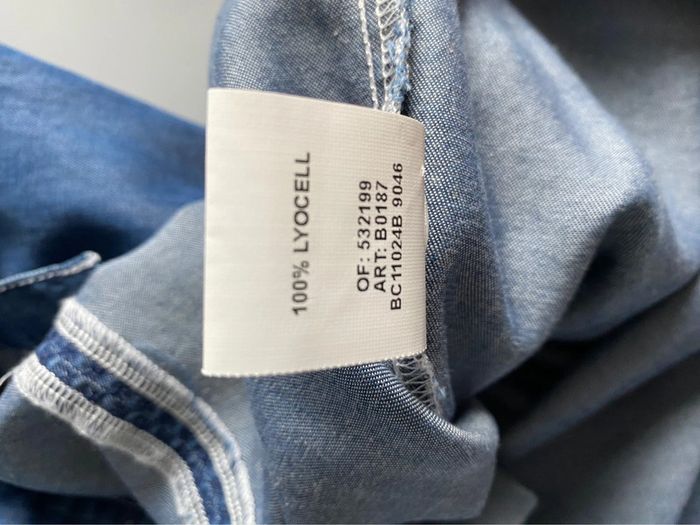 100% LYOCELL
OF: 532199
ART: B0187
BC11024B 9046